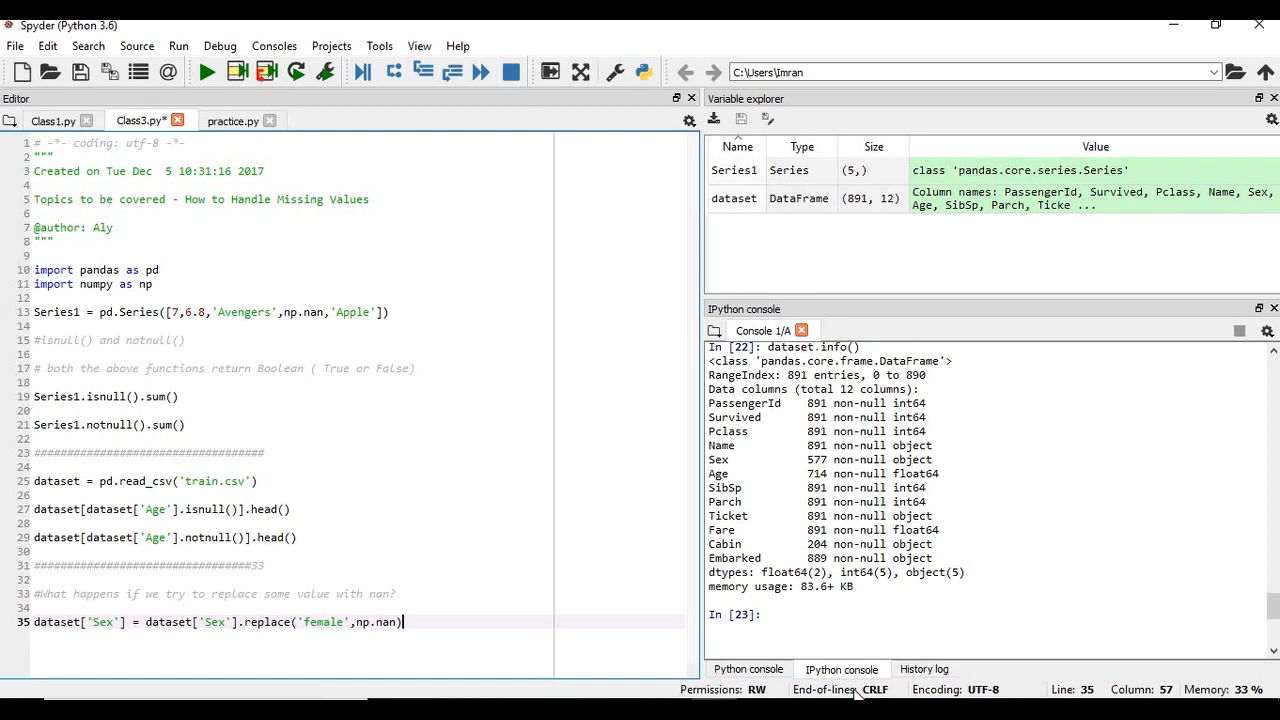 Spyder (Python 3.6)
File Edit Search Source Run Debug Consoles Projects Tools View Help
C:\Users\Imran
Editor
Class1.py Class3.py* practice.py
1 # -*- coding: utf-8 -*-
2 """
3 Created on Tue Dec  5 10:31:16 2017
4
5 Topics to be covered - How to Handle Missing Values
6
7 @author: Aly
8 """
9
10 import pandas as pd
11 import numpy as np
12
13 Series1 = pd.Series([7,6.8,'Avengers',np.nan,'Apple'])
14
15 #isnull() and notnull()
16
17 # both the above functions return Boolean ( True or False)
18
19 Series1.isnull().sum()
20
21 Series1.notnull().sum()
22
23 ###################################
24
25 dataset = pd.read_csv('train.csv')
26
27 dataset[dataset['Age'].isnull()].head()
28
29 dataset[dataset['Age'].notnull()].head()
30
31 #################################33
32
33 #What happens if we try to replace some value with nan?
34
35 dataset['Sex'] = dataset['Sex'].replace('female',np.nan)
Variable explorer
Name Type Size Value
Series1 Series (5,) class 'pandas.core.series.Series'
dataset DataFrame (891, 12) Column names: PassengerId, Survived, Pclass, Name, Sex,
Age, SibSp, Parch, Ticke ...
IPython console
Console 1/A
In [22]: dataset.info()
<class 'pandas.core.frame.DataFrame'>
RangeIndex: 891 entries, 0 to 890
Data columns (total 12 columns):
PassengerId    891 non-null int64
Survived       891 non-null int64
Pclass         891 non-null int64
Name           891 non-null object
Sex            577 non-null object
Age            714 non-null float64
SibSp          891 non-null int64
Parch          891 non-null int64
Ticket         891 non-null object
Fare           891 non-null float64
Cabin          204 non-null object
Embarked       889 non-null object
dtypes: float64(2), int64(5), object(5)
memory usage: 83.6+ KB
In [23]:
Python console IPython console History log
Permissions: RW End-of-lines: CRLF Encoding: UTF-8 Line: 35 Column: 57 Memory: 33 %